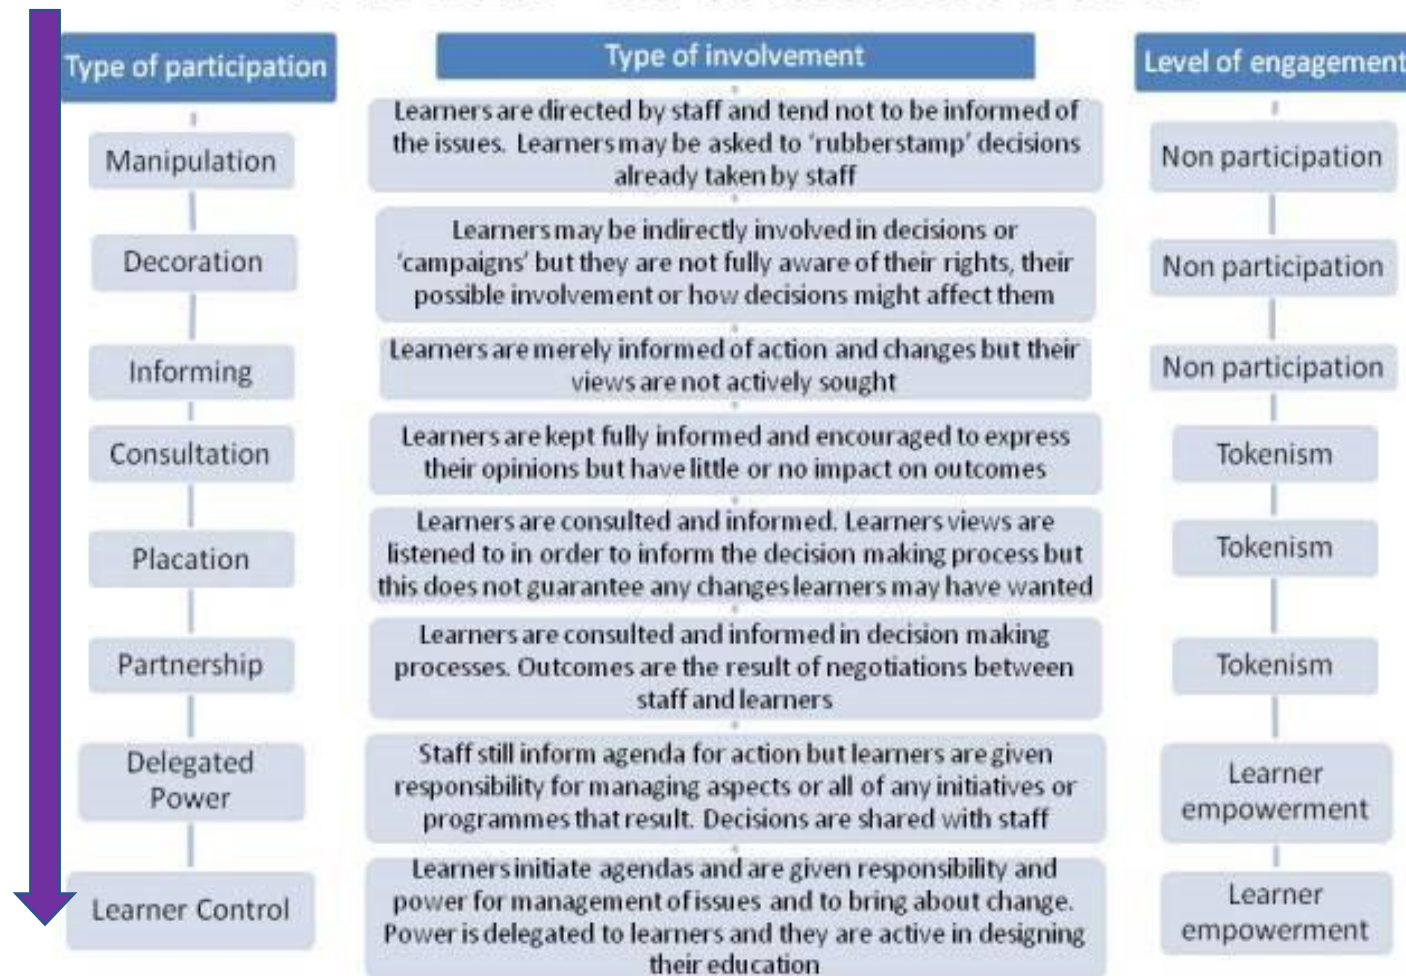 Type of participation
Type of involvement
Level of engagement
Manipulation
Learners are directed by staff and tend not to be informed of
the issues. Learners may be asked to 'rubberstamp' decisions
already taken by staff
Non participation
Decoration
Learners may be indirectly involved in decisions or
'campaigns' but they are not fully aware of their rights, their
possible involvement or how decisions might affect them
Non participation
Informing
Learners are merely informed of action and changes but their
views are not actively sought
Non participation
Consultation
Learners are kept fully informed and encouraged to express
their opinions but have little or no impact on outcomes
Tokenism
Placation
Learners are consulted and informed. Learners views are
listened to in order to inform the decision making process but
this does not guarantee any changes learners may have wanted
Tokenism
Partnership
Learners are consulted and informed in decision making
processes. Outcomes are the result of negotiations between
staff and learners
Tokenism
Delegated
Power
Staff still inform agenda for action but learners are given
responsibility for managing aspects or all of any initiatives or
programmes that result. Decisions are shared with staff
Learner
empowerment
Learner Control
Learners initiate agendas and are given responsibility and
power for management of issues and to bring about change.
Power is delegated to learners and they are active in designing
their education
Learner
empowerment